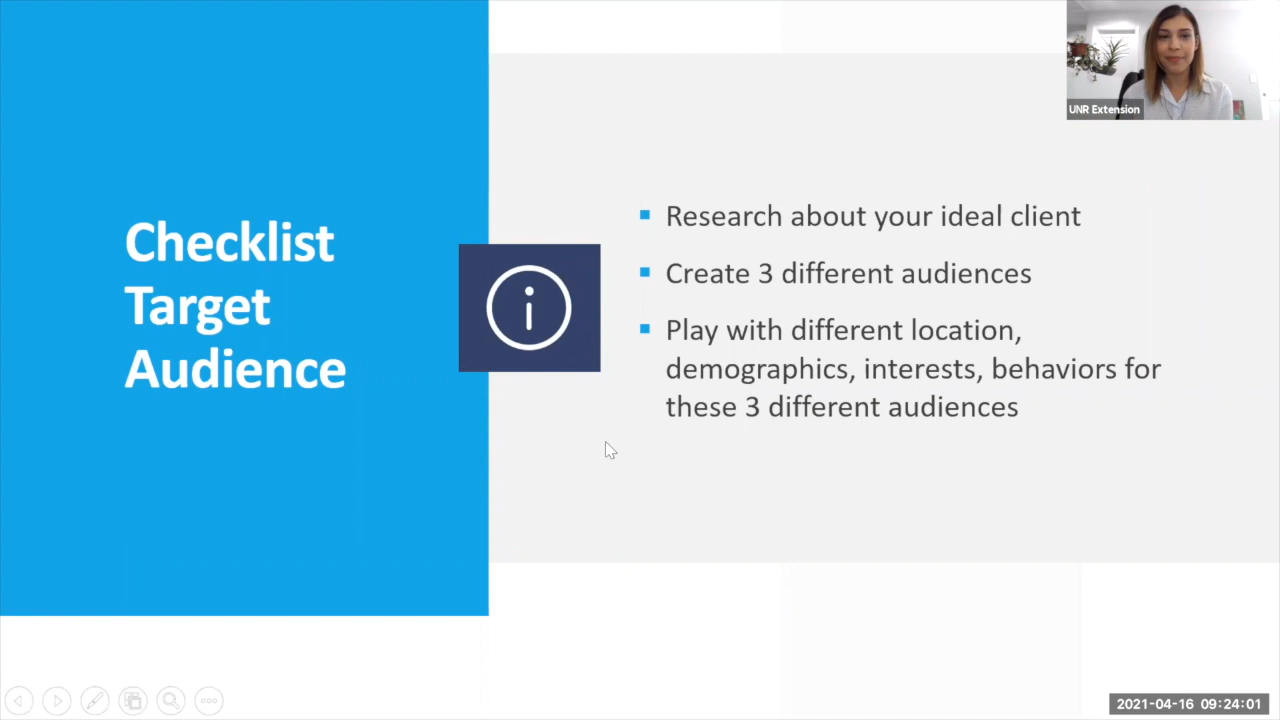 UNR Extension
Checklist
Target
Audience
Research about your ideal client
Create 3 different audiences
Play with different location,
demographics, interests, behaviors for
these 3 different audiences
2021-04-16 09:24:01